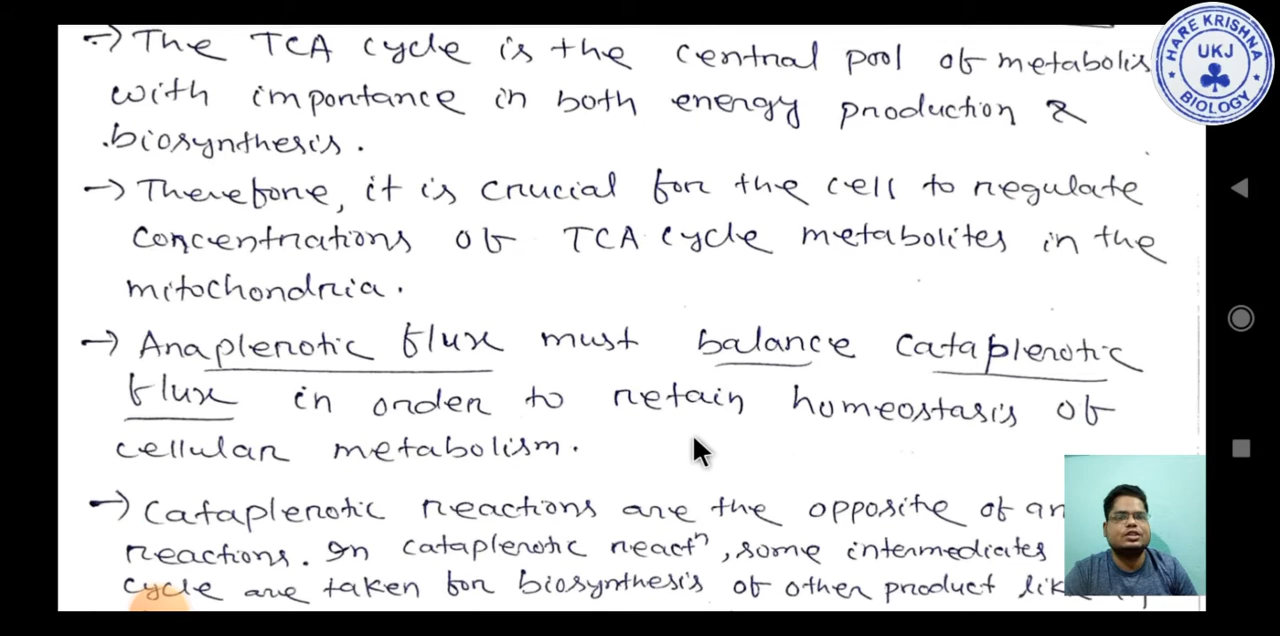 → The TCA cycle is the central pool of metabolis
with importance in both energy production &
biosynthesis.
→ Therefore, it is crucial for the cell to regulate
concentrations of TCA cycle metabolites in the
mitochondria.
→ Anaplerotic flux must balance cataplerotic
flux in order to retain homeostasis of
cellular metabolism.
→ Cataplerotic reactions are the opposite of an
reactions. In cataplerotic reactⁿ, some intermediates
cycle are taken for biosynthesis of other product
HARE KRISHNA
UKJ
BIOLOGY